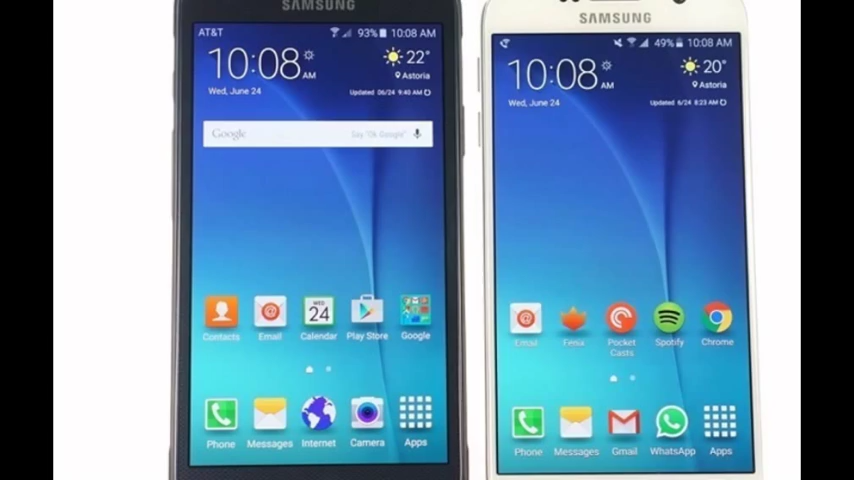 SAMSUNG
AT&T 93% 10:08 AM
10:08 AM
22°
Astoria
Wed, June 24
Updated 06/24 9:40 AM
Google Say "Ok Google"
Contacts Email Calendar Play Store Google
WED
24
Phone Messages Internet Camera Apps
SAMSUNG
49% 10:08 AM
10:08 AM
20°
Astoria
Wed, June 24
Updated 6/24 8:23 AM
Email Fenix Pocket Casts Spotify Chrome
Phone Messages Gmail WhatsApp Apps